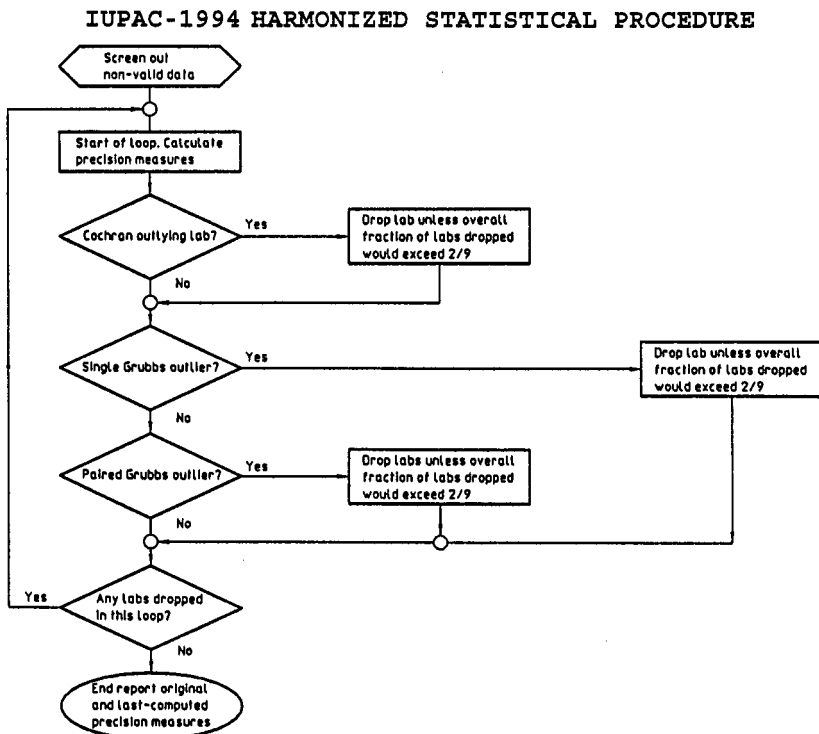 IUPAC-1994 HARMONIZED STATISTICAL PROCEDURE
Screen out
non-valid data
Start of loop. Calculate
precision measures
Cochran outlying lab?
Yes
Drop lab unless overall
fraction of labs dropped
would exceed 2/9
No
Single Grubbs outlier?
Yes
Drop lab unless overall
fraction of labs dropped
would exceed 2/9
No
Paired Grubbs outlier?
Yes
Drop labs unless overall
fraction of labs dropped
would exceed 2/9
No
Yes
Any labs dropped
in this loop?
No
End report original
and last-computed
precision measures